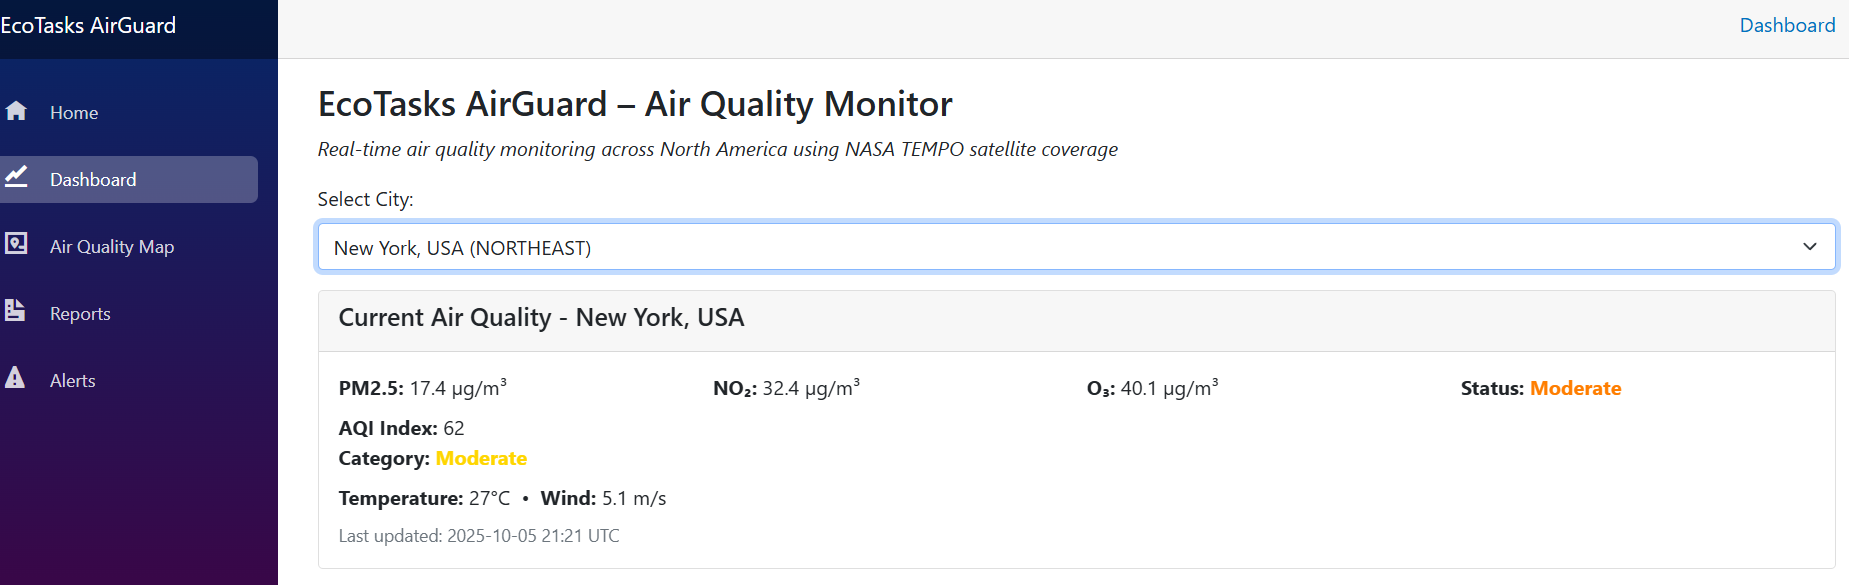 EcoTasks AirGuard
Dashboard
Home
Dashboard
Air Quality Map
Reports
Alerts
EcoTasks AirGuard – Air Quality Monitor
Real-time air quality monitoring across North America using NASA TEMPO satellite coverage
Select City:
New York, USA (NORTHEAST)
Current Air Quality - New York, USA
PM2.5: 17.4 µg/m³ NO₂: 32.4 µg/m³ O₃: 40.1 µg/m³ Status: Moderate
AQI Index: 62
Category: Moderate
Temperature: 27°C • Wind: 5.1 m/s
Last updated: 2025-10-05 21:21 UTC